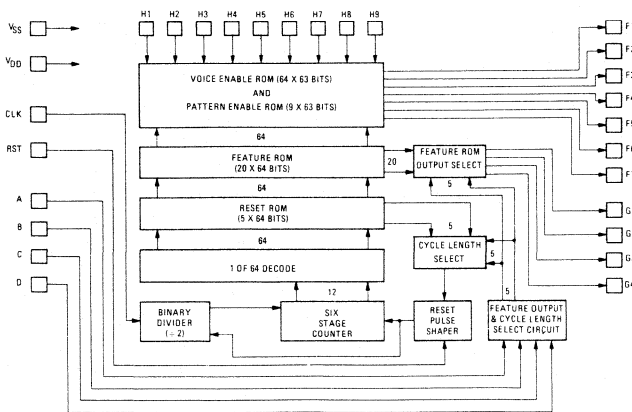 H1 H2 H3 H4 H5 H6 H7 H8 H9
VSS
VDD
CLK
RST
A
B
C
D
VOICE ENABLE ROM (64 X 63 BITS)
AND
PATTERN ENABLE ROM (9 X 63 BITS)
64
FEATURE ROM
(20 X 64 BITS)
20
FEATURE ROM
OUTPUT SELECT
64
RESET ROM
(5 X 64 BITS)
5
5
CYCLE LENGTH
SELECT
5
64
1 OF 64 DECODE
12
5
BINARY
DIVIDER
(÷ 2)
SIX
STAGE
COUNTER
RESET
PULSE
SHAPER
FEATURE OUTPUT
& CYCLE LENGTH
SELECT CIRCUIT
F
F2
F3
F4
F5
F6
F7
G
G
G
G4